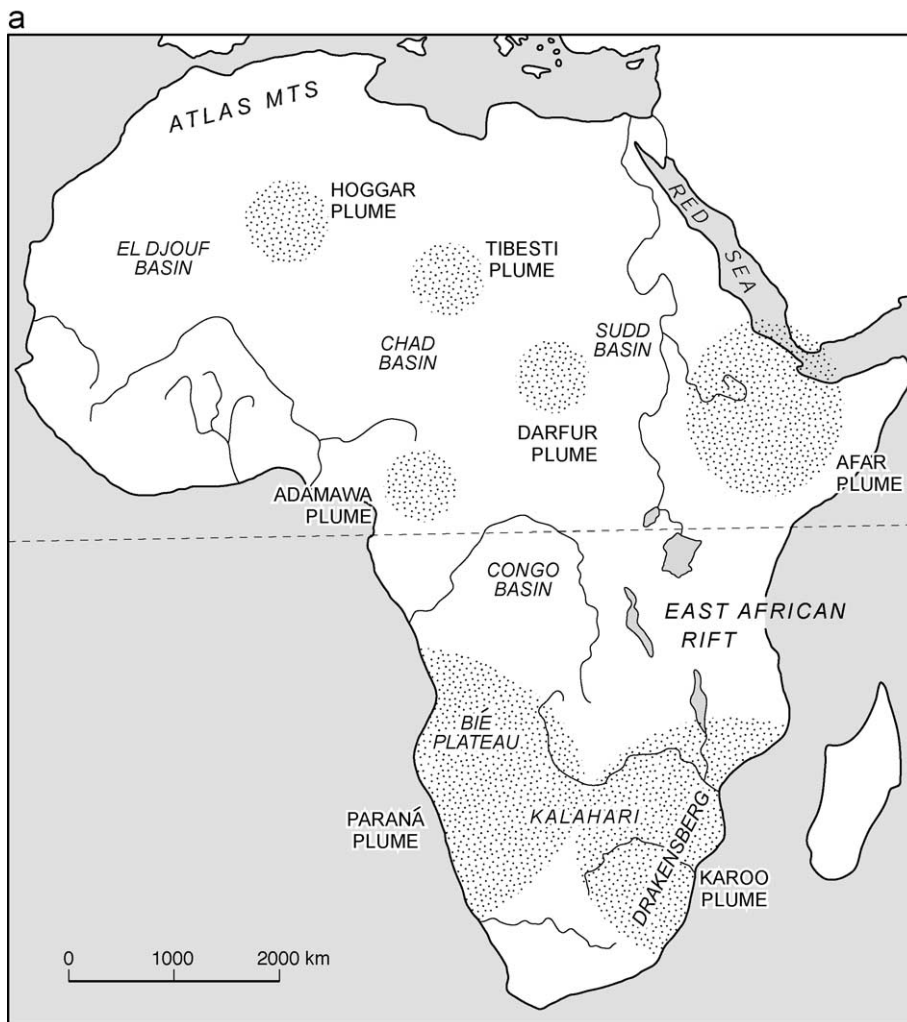 a
ATLAS MTS
HOGGAR
PLUME
EL DJOUF
BASIN
TIBESTI
PLUME
RED SEA
CHAD
BASIN
SUDD
BASIN
DARFUR
PLUME
AFAR
PLUME
ADAMAWA
PLUME
CONGO
BASIN
EAST AFRICAN
RIFT
BIÉ
PLATEAU
PARANÁ
PLUME
KALAHARI
DRAKENSBERG
KAROO
PLUME
0 1000 2000 km